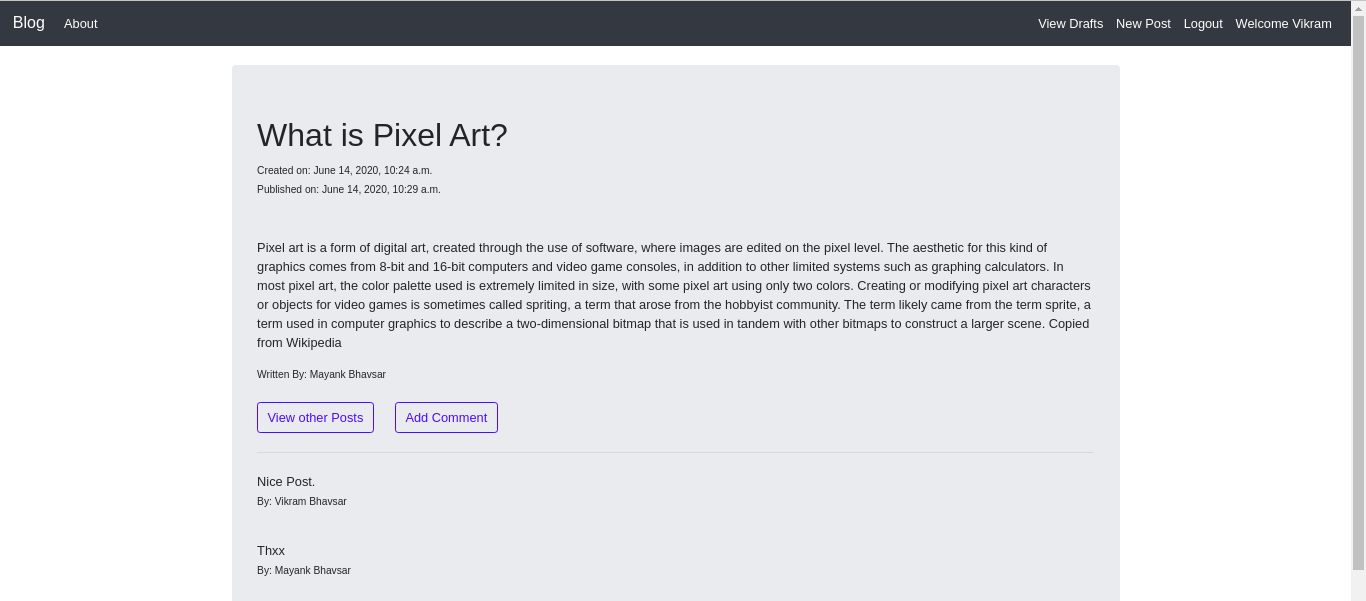 Blog About View Drafts New Post Logout Welcome Vikram
What is Pixel Art?
Created on: June 14, 2020, 10:24 a.m.
Published on: June 14, 2020, 10:29 a.m.
Pixel art is a form of digital art, created through the use of software, where images are edited on the pixel level. The aesthetic for this kind of
graphics comes from 8-bit and 16-bit computers and video game consoles, in addition to other limited systems such as graphing calculators. In
most pixel art, the color palette used is extremely limited in size, with some pixel art using only two colors. Creating or modifying pixel art characters
or objects for video games is sometimes called spriting, a term that arose from the hobbyist community. The term likely came from the term sprite, a
term used in computer graphics to describe a two-dimensional bitmap that is used in tandem with other bitmaps to construct a larger scene. Copied
from Wikipedia
Written By: Mayank Bhavsar
View other Posts Add Comment
Nice Post.
By: Vikram Bhavsar
Thxx
By: Mayank Bhavsar